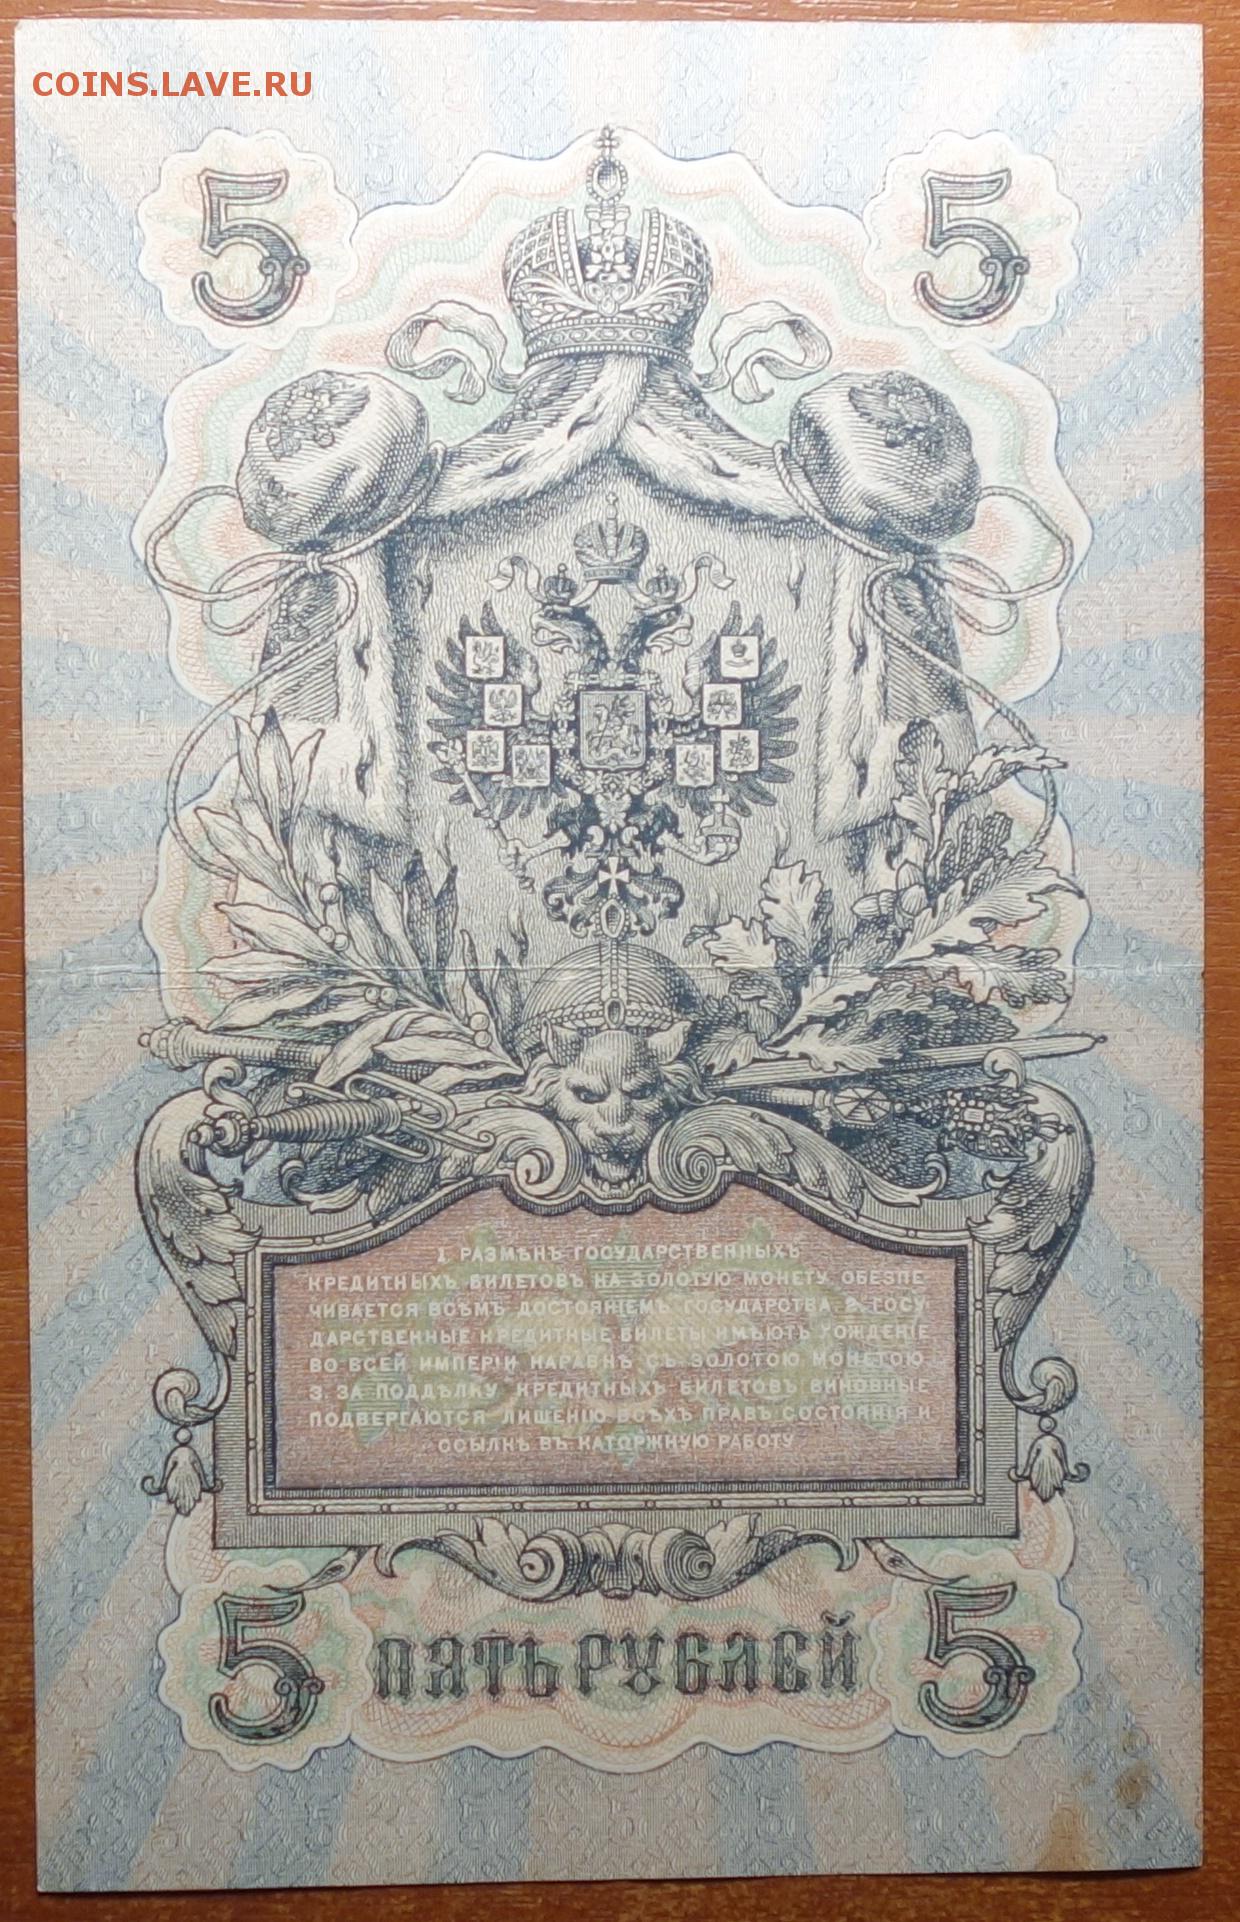 COINS.LAVE.RU
5 5
1. РАЗМѢНЪ ГОСУДАРСТВЕННЫХЪ
КРЕДИТНЫХЪ БИЛЕТОВЪ НА ЗОЛОТУЮ МОНЕТУ ОБЕЗПЕ-
ЧИВАЕТСЯ ВСѢМЪ ДОСТОЯНІЕМЪ ГОСУДАРСТВА 2. ГОСУ-
ДАРСТВЕННЫЕ КРЕДИТНЫЕ БИЛЕТЫ ИМѢЮТЪ ХОЖДЕНІЕ
ВО ВСЕЙ ИМПЕРІИ НАРАВНѢ СЪ ЗОЛОТОЮ МОНЕТОЮ
3. ЗА ПОДДѢЛКУ КРЕДИТНЫХЪ БИЛЕТОВЪ ВИНОВНЫЕ
ПОДВЕРГАЮТСЯ ЛИШЕНІЮ ВСѢХЪ ПРАВЪ СОСТОЯНІЯ И
ССЫЛКѢ ВЪ КАТОРЖНУЮ РАБОТУ
5 ПЯТЬ РУБЛЕЙ 5